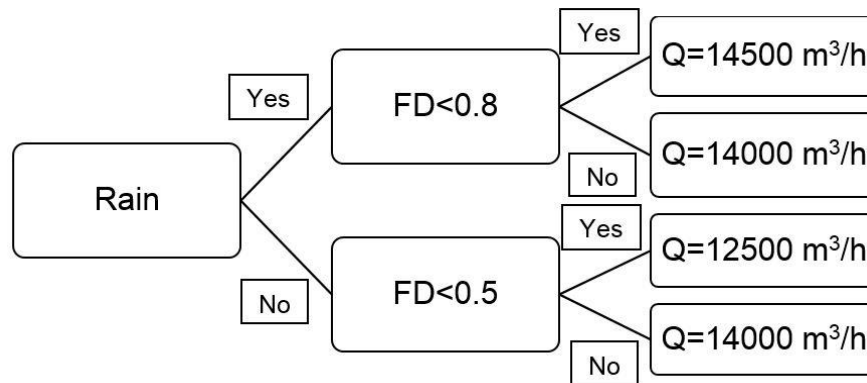 Yes
Q=14500 m³/h
Yes
FD<0.8
Q=14000 m³/h
No
Rain
Yes
Q=12500 m³/h
No
FD<0.5
Q=14000 m³/h
No